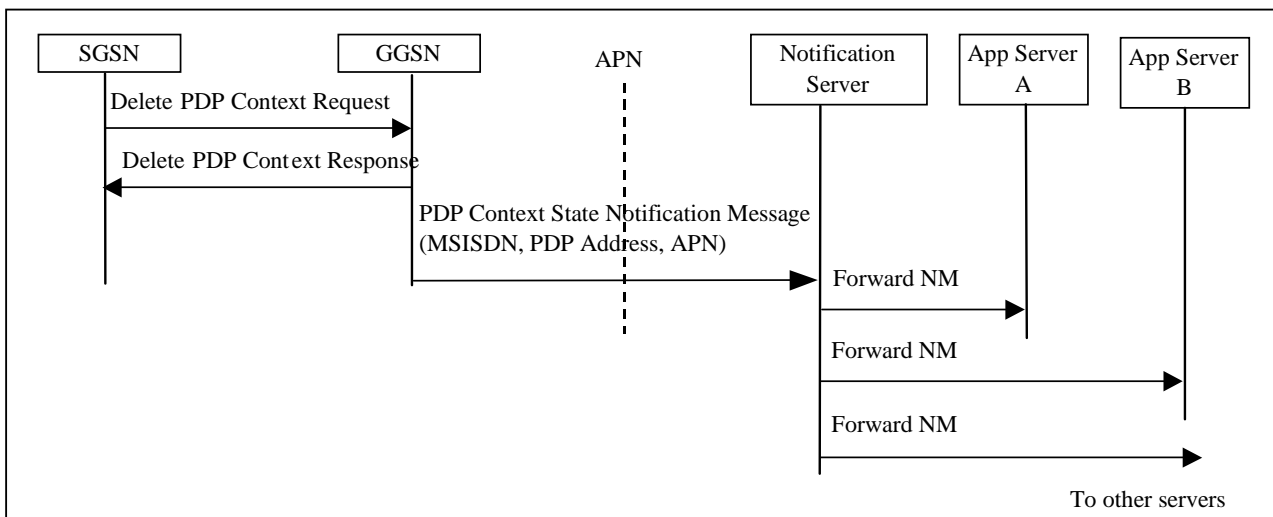 SGSN
GGSN
APN
Notification
Server
App Server
A
App Server
B
Delete PDP Context Request
Delete PDP Context Response
PDP Context State Notification Message
(MSISDN, PDP Address, APN)
Forward NM
Forward NM
Forward NM
To other servers